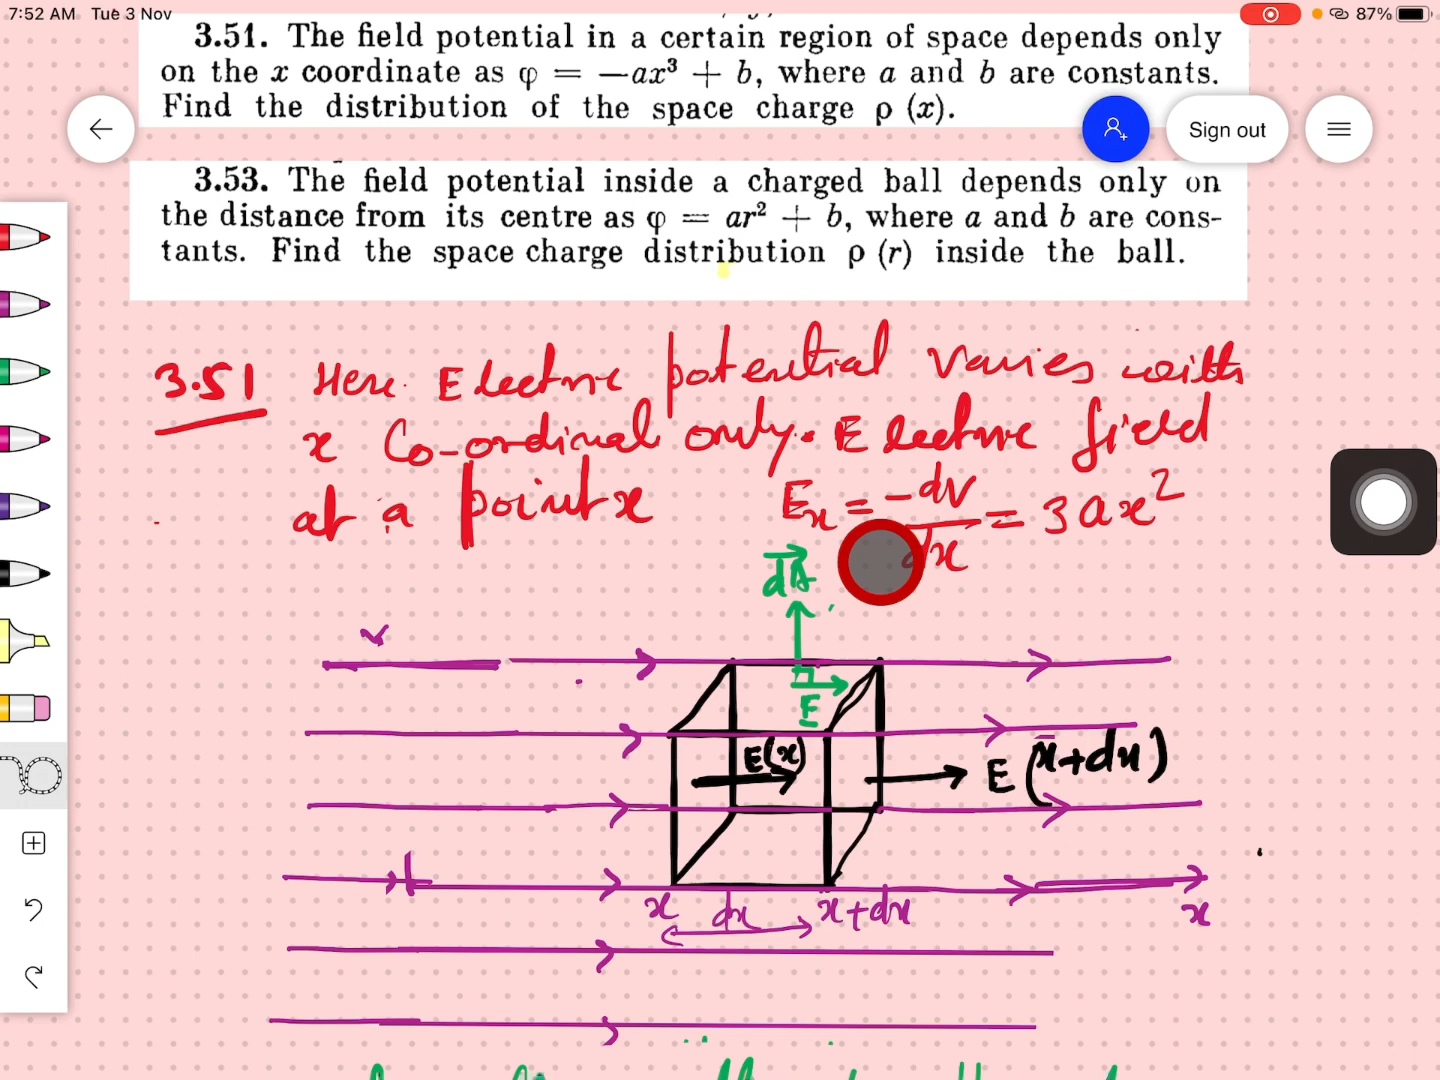 7:52 AM Tue 3 Nov
87%
3.51. The field potential in a certain region of space depends only
on the x coordinate as φ = —ax³ + b, where a and b are constants.
Find the distribution of the space charge ρ (x).
Sign out
3.53. The field potential inside a charged ball depends only on
the distance from its centre as φ = ar² + b, where a and b are cons-
tants. Find the space charge distribution ρ (r) inside the ball.
3.51 Here Electric potential varies with
x Co-ordinal only. Electric field
at a point x Ex = -dV/dx = 3ax²
dA
E
E(x)
E(x+dx)
x dx x+dx x